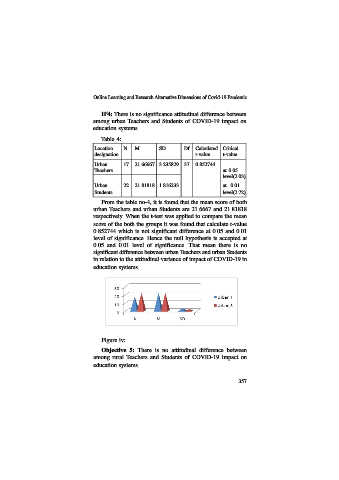 Online Learning and Research Alternative Dimensions of Covid-19 Pandemic
H4: There is no significance attitudinal difference between
among urban Teachers and Students of COVID-19 impact on
education systems
Table 4:
Location designation N M SD Df Calculated t-value Critical t-value
Urban Teachers 17 21.66667 37 0.852744 at 0.05 level(2.03)
Urban Students 22 21.81818 at 0.01 level(2.72)
From the table no-4, it is found that the mean score of both
urban Teachers and urban Students are 21.6667 and 21.81818
respectively. When the t-test was applied to compare the mean
score of the both the groups it was found that calculate t-value
0.852744 which is not significant difference at 0.05 and 0.01
level of significance. Hence the null hypothesis is accepted at
0.05 and 0.01 level of significance. That mean there is no
significant difference between urban Teachers and urban Students
in relation to the attitudinal variance of impact of COVID-19 in
education systems.
Figure iv:
Objective 5: There is no attitudinal difference between
among rural Teachers and Students of COVID-19 impact on
education systems
357